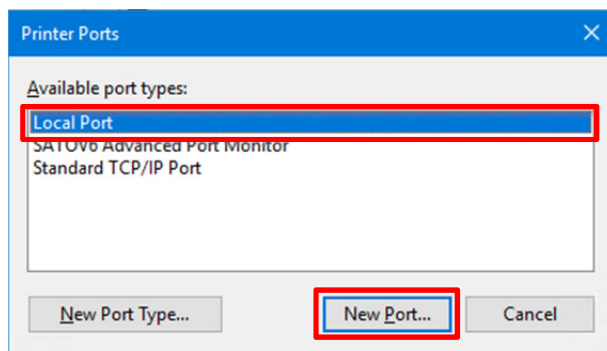 Printer Ports
Available port types:
Local Port
SATOV6 Advanced Port Monitor
Standard TCP/IP Port
New Port Type... New Port... Cancel